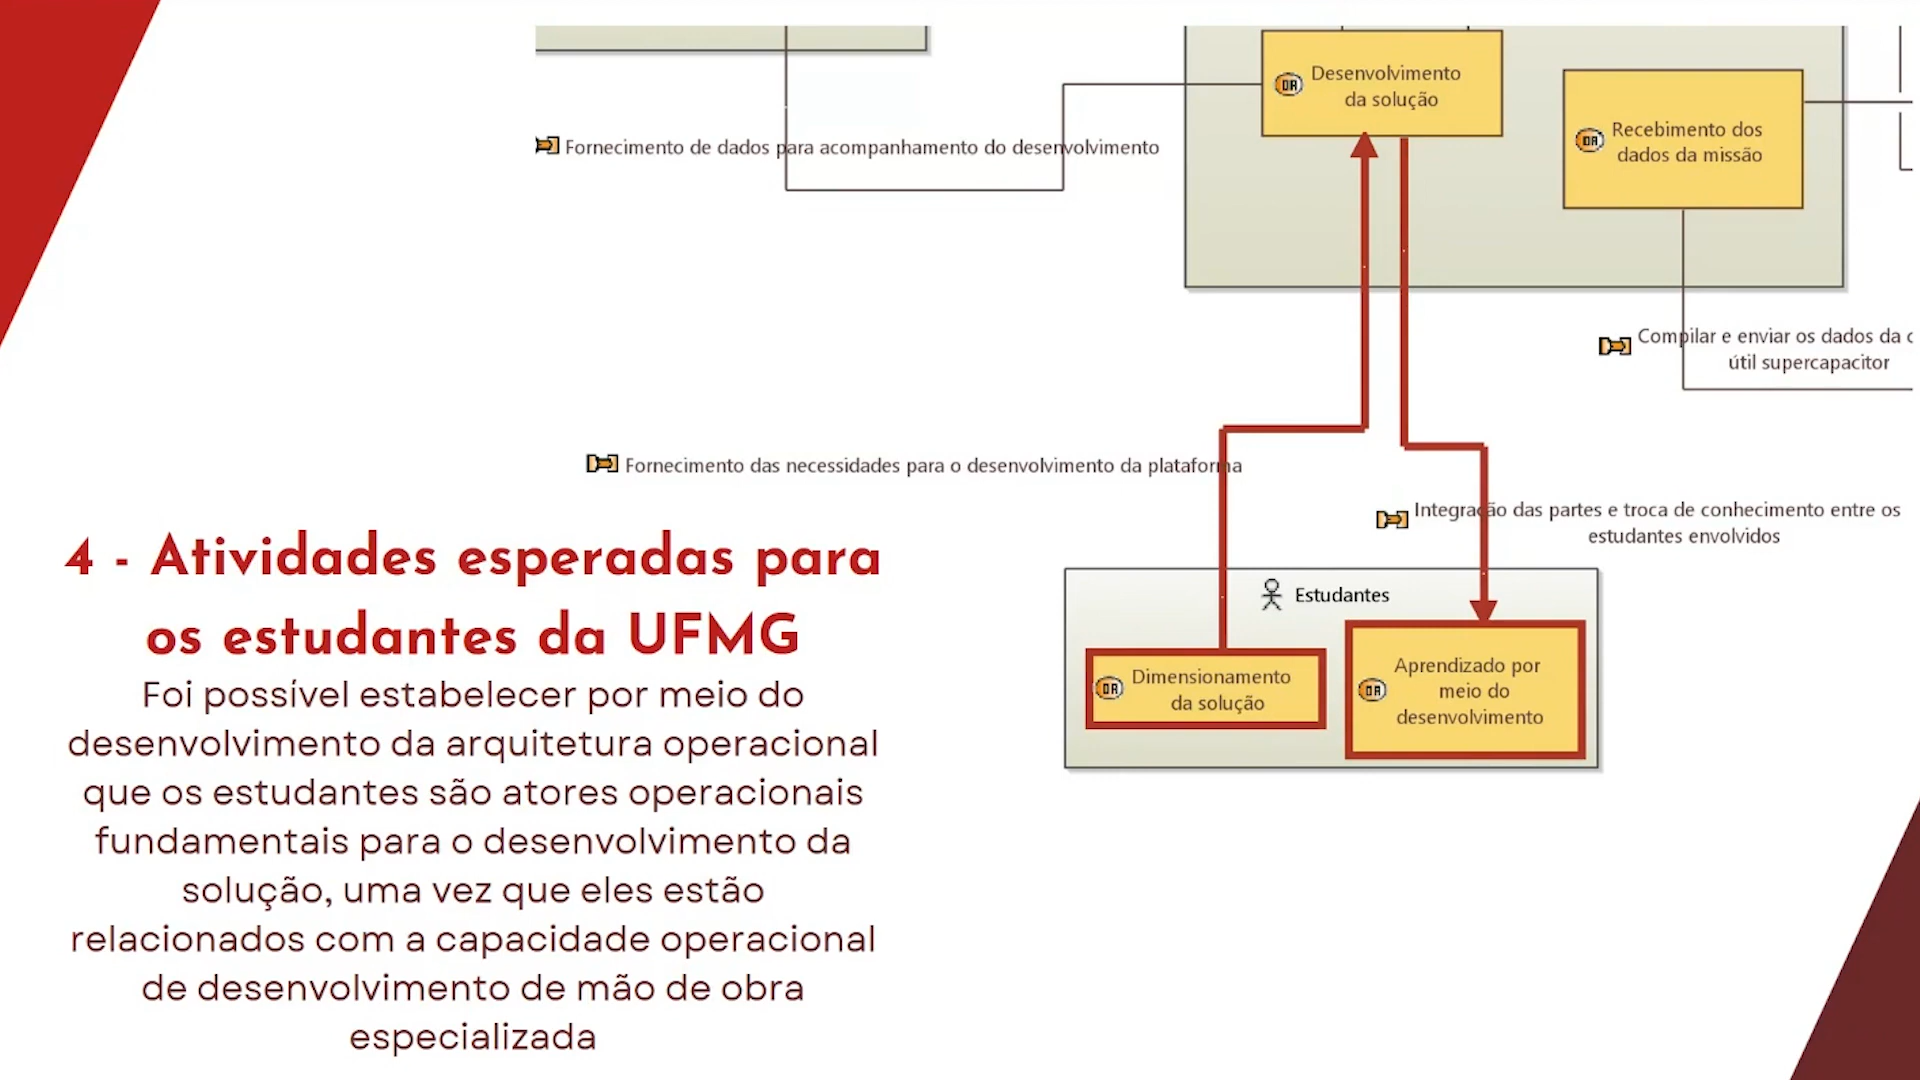 Desenvolvimento
da solução
Recebimento dos
dados da missão
Fornecimento de dados para acompanhamento do desenvolvimento
Compilar e enviar os dados da
útil supercapacitor
Fornecimento das necessidades para o desenvolvimento da plataforma
Integração das partes e troca de conhecimento entre os
estudantes envolvidos
Estudantes
Dimensionamento
da solução
Aprendizado por
meio do
desenvolvimento
4 - Atividades esperadas para
os estudantes da UFMG
Foi possível estabelecer por meio do
desenvolvimento da arquitetura operacional
que os estudantes são atores operacionais
fundamentais para o desenvolvimento da
solução, uma vez que eles estão
relacionados com a capacidade operacional
de desenvolvimento de mão de obra
especializada
OA
OA
OA
OA